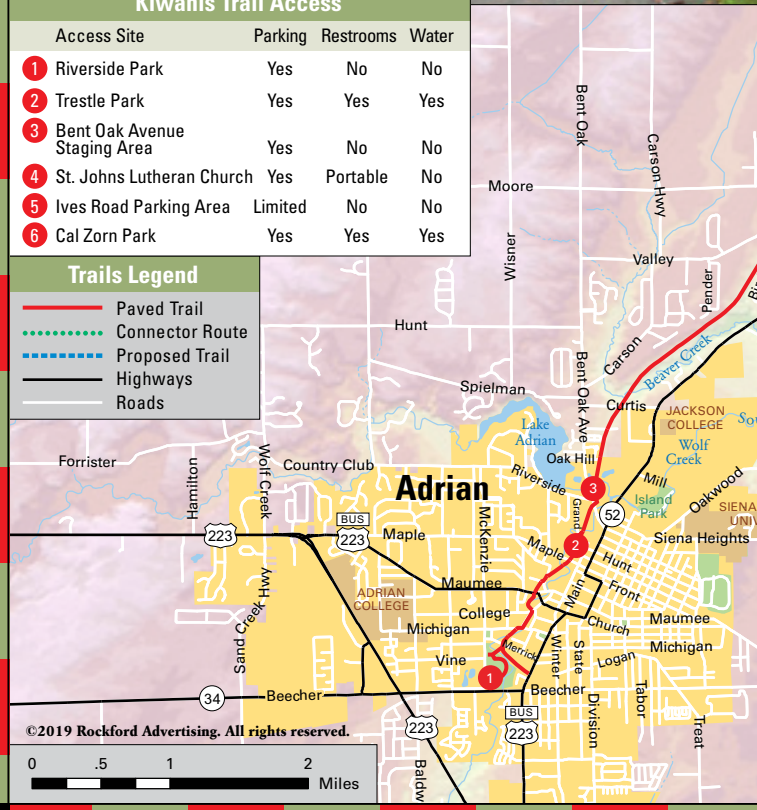 Kiwanis Trail Access
Access Site Parking Restrooms Water
1 Riverside Park Yes No No
2 Trestle Park Yes Yes Yes
3 Bent Oak Avenue
Staging Area Yes No No
4 St. Johns Lutheran Church Yes Portable No
5 Ives Road Parking Area Limited No No
6 Cal Zorn Park Yes Yes Yes
Trails Legend
Paved Trail
Connector Route
Proposed Trail
Highways
Roads
Bent Oak
Carson Hwy
Moore
Wisner
Valley
Pender
Hunt
Bent Oak Ave
Carson
Beaver Creek
Spielman
Curtis
JACKSON
COLLEGE
Lake
Adrian
Wolf
Creek
Oak Hill
Forrister
Hamilton
Wolf Creek
Country Club
Riverside
Mill
Oakwood
Adrian
3
Island
Park
Grand
52
SIENA
Siena Heights
223
BUS
223
Maple
McKenzie
Maple
2
Hunt
Front
Maumee
Main
ADRIAN
COLLEGE
College
Church
Maumee
Michigan
Michigan
Merrick
Sand Creek Hwy
Vine
Winter
State
Logan
1
34
Beecher
Beecher
Division
Tabor
Treat
BUS
223
223
©2019 Rockford Advertising. All rights reserved.
0 .5 1 2
Miles